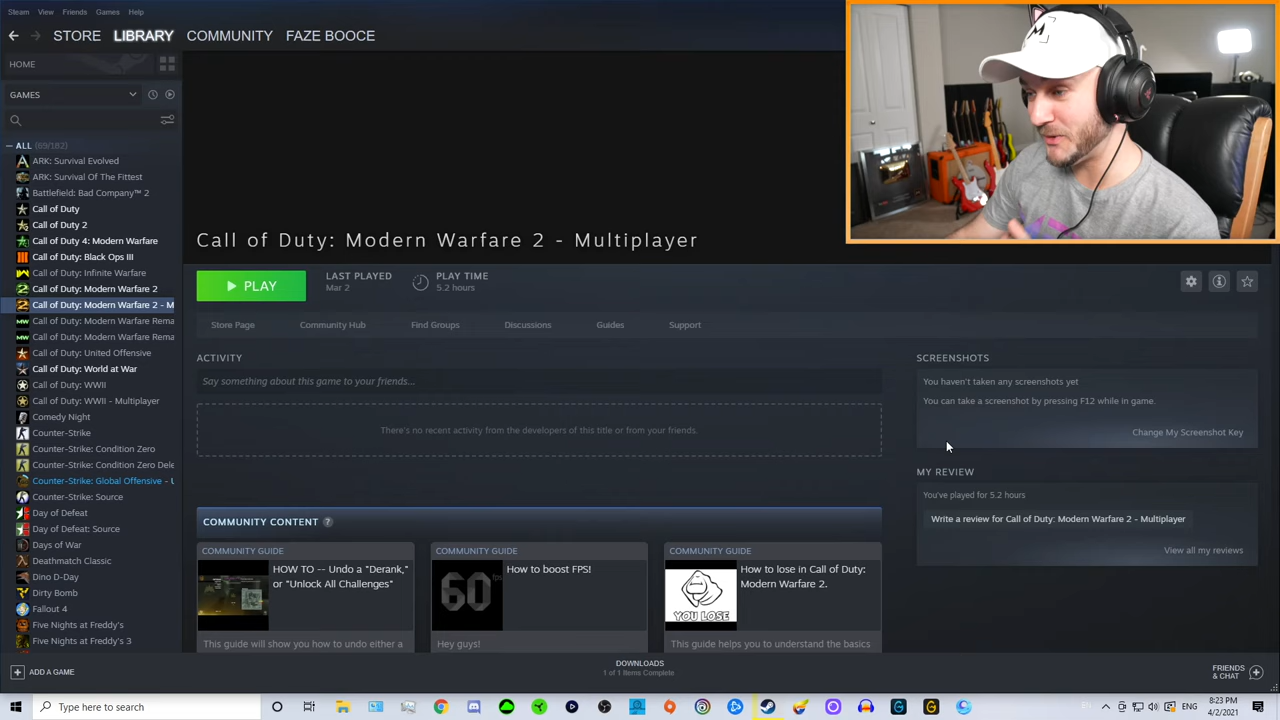 Steam View Friends Games Help
STORE LIBRARY COMMUNITY FAZE BOOCE
HOME
GAMES
ALL (69/182)
ARK: Survival Evolved
ARK: Survival Of The Fittest
Battlefield: Bad Company™ 2
Call of Duty
Call of Duty 2
Call of Duty 4: Modern Warfare
Call of Duty: Black Ops III
Call of Duty: Infinite Warfare
Call of Duty: Modern Warfare 2
Call of Duty: Modern Warfare 2 - M
Call of Duty: Modern Warfare Rema
Call of Duty: Modern Warfare Rema
Call of Duty: United Offensive
Call of Duty: World at War
Call of Duty: WWII
Call of Duty: WWII - Multiplayer
Comedy Night
Counter-Strike
Counter-Strike: Condition Zero
Counter-Strike: Condition Zero Dele
Counter-Strike: Global Offensive - U
Counter-Strike: Source
Day of Defeat
Day of Defeat: Source
Days of War
Deathmatch Classic
Dino D-Day
Dirty Bomb
Fallout 4
Five Nights at Freddy's
Five Nights at Freddy's 3
ADD A GAME
Call of Duty: Modern Warfare 2 - Multiplayer
PLAY
LAST PLAYED
Mar 2
PLAY TIME
5.2 hours
Store Page Community Hub Find Groups Discussions Guides Support
ACTIVITY
Say something about this game to your friends...
There's no recent activity from the developers of this title or from your friends.
COMMUNITY CONTENT ?
COMMUNITY GUIDE
HOW TO -- Undo a "Derank,"
or "Unlock All Challenges"
This guide will show you how to undo either a
COMMUNITY GUIDE
60 fps
How to boost FPS!
Hey guys!
COMMUNITY GUIDE
YOU LOSE
How to lose in Call of Duty:
Modern Warfare 2.
This guide helps you to understand the basics
SCREENSHOTS
You haven't taken any screenshots yet
You can take a screenshot by pressing F12 while in game.
Change My Screenshot Key
MY REVIEW
You've played for 5.2 hours
Write a review for Call of Duty: Modern Warfare 2 - Multiplayer
View all my reviews
DOWNLOADS
1 of 1 Items Complete
FRIENDS
& CHAT
Type here to search
ENG
8:23 PM
4/2/2021